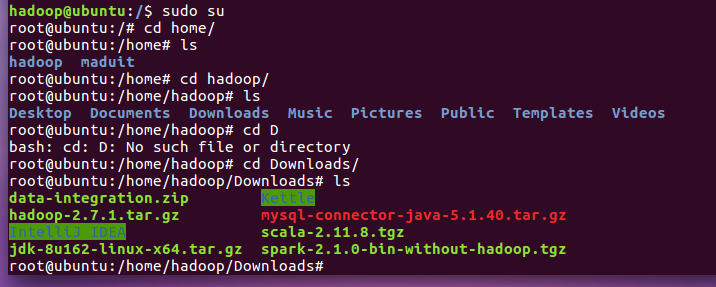 hadoop@ubuntu:/$ sudo su
root@ubuntu:/# cd home/
root@ubuntu:/home# ls
hadoop  maduit
root@ubuntu:/home# cd hadoop/
root@ubuntu:/home/hadoop# ls
Desktop  Documents  Downloads  Music  Pictures  Public  Templates  Videos
root@ubuntu:/home/hadoop# cd D
bash: cd: D: No such file or directory
root@ubuntu:/home/hadoop# cd Downloads/
root@ubuntu:/home/hadoop/Downloads# ls
data-integration.zip  Kettle
hadoop-2.7.1.tar.gz  mysql-connector-java-5.1.40.tar.gz
IntelliJ IDEA  scala-2.11.8.tgz
jdk-8u162-linux-x64.tar.gz  spark-2.1.0-bin-without-hadoop.tgz
root@ubuntu:/home/hadoop/Downloads#